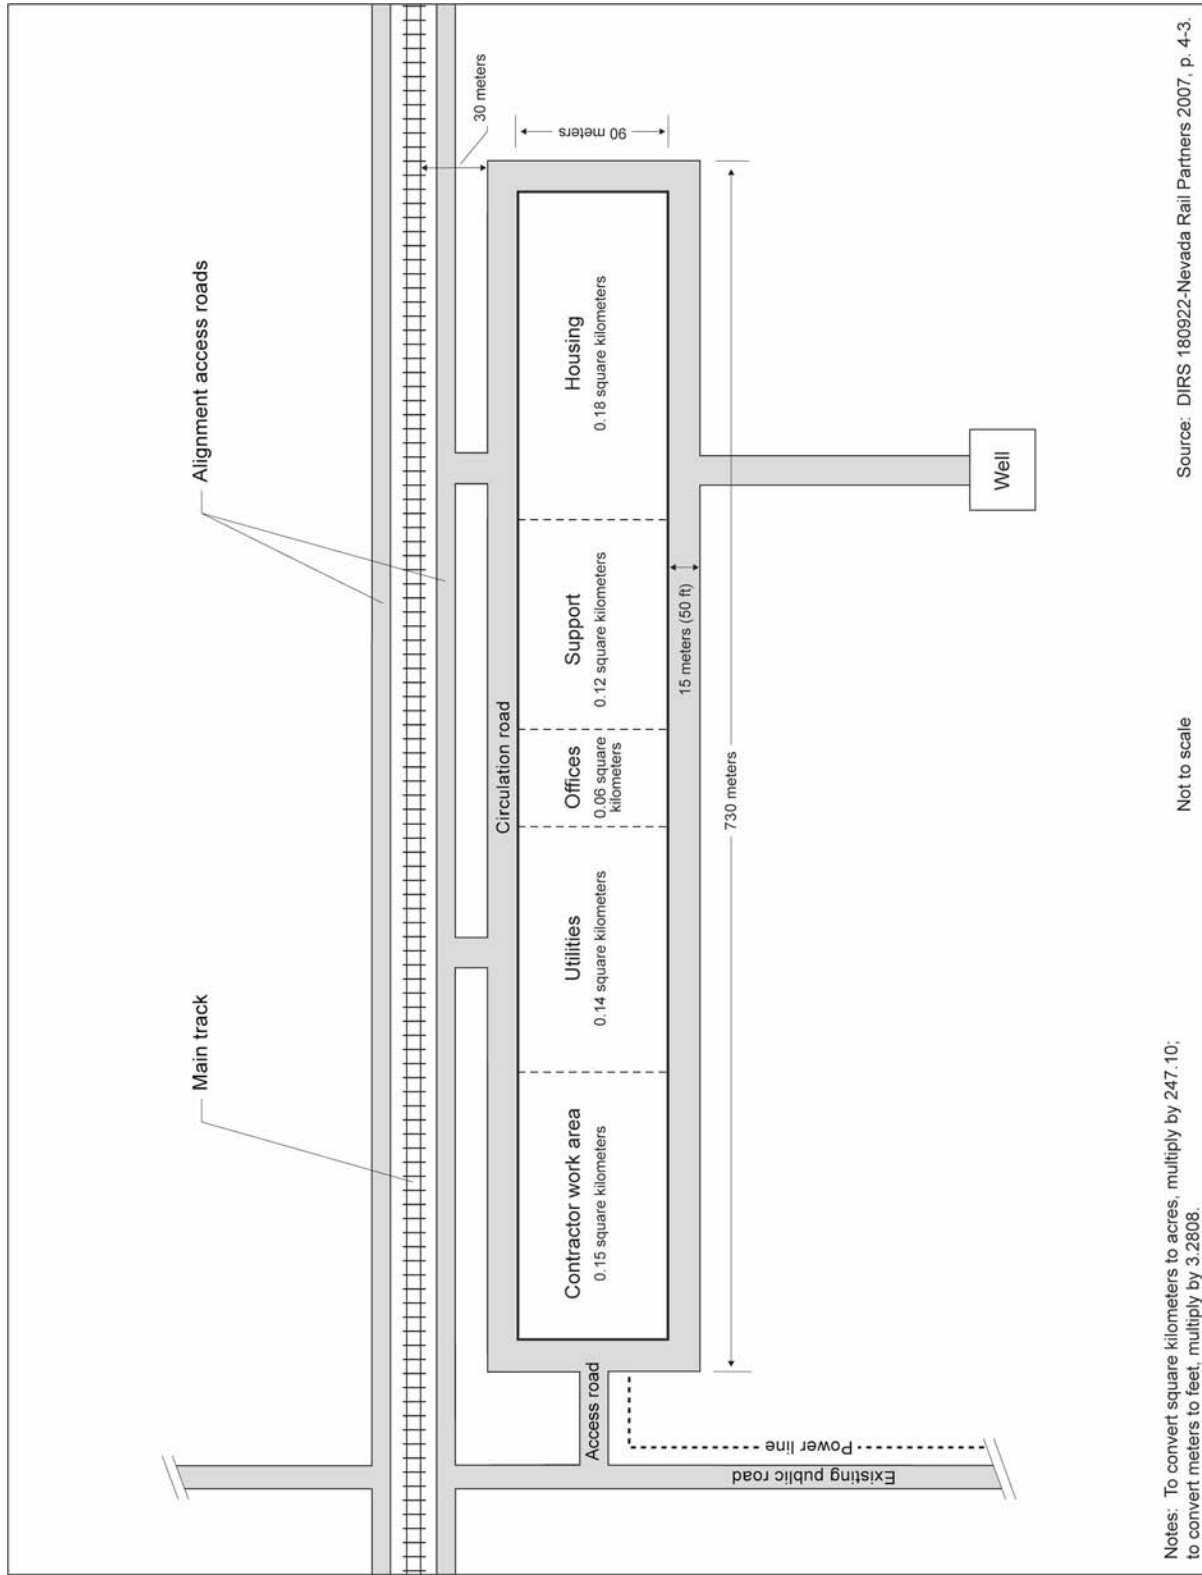 Main track
Alignment access roads
30 meters
90 meters
Circulation road
Contractor work area
0.15 square kilometers
Utilities
0.14 square kilometers
Offices
0.06 square
kilometers
Support
0.12 square kilometers
Housing
0.18 square kilometers
Access road
15 meters (50 ft)
730 meters
Power line
Existing public road
Well
Notes: To convert square kilometers to acres, multiply by 247.10;
to convert meters to feet, multiply by 3.2808.
Not to scale
Source: DIRS 180922-Nevada Rail Partners 2007, p. 4-3.